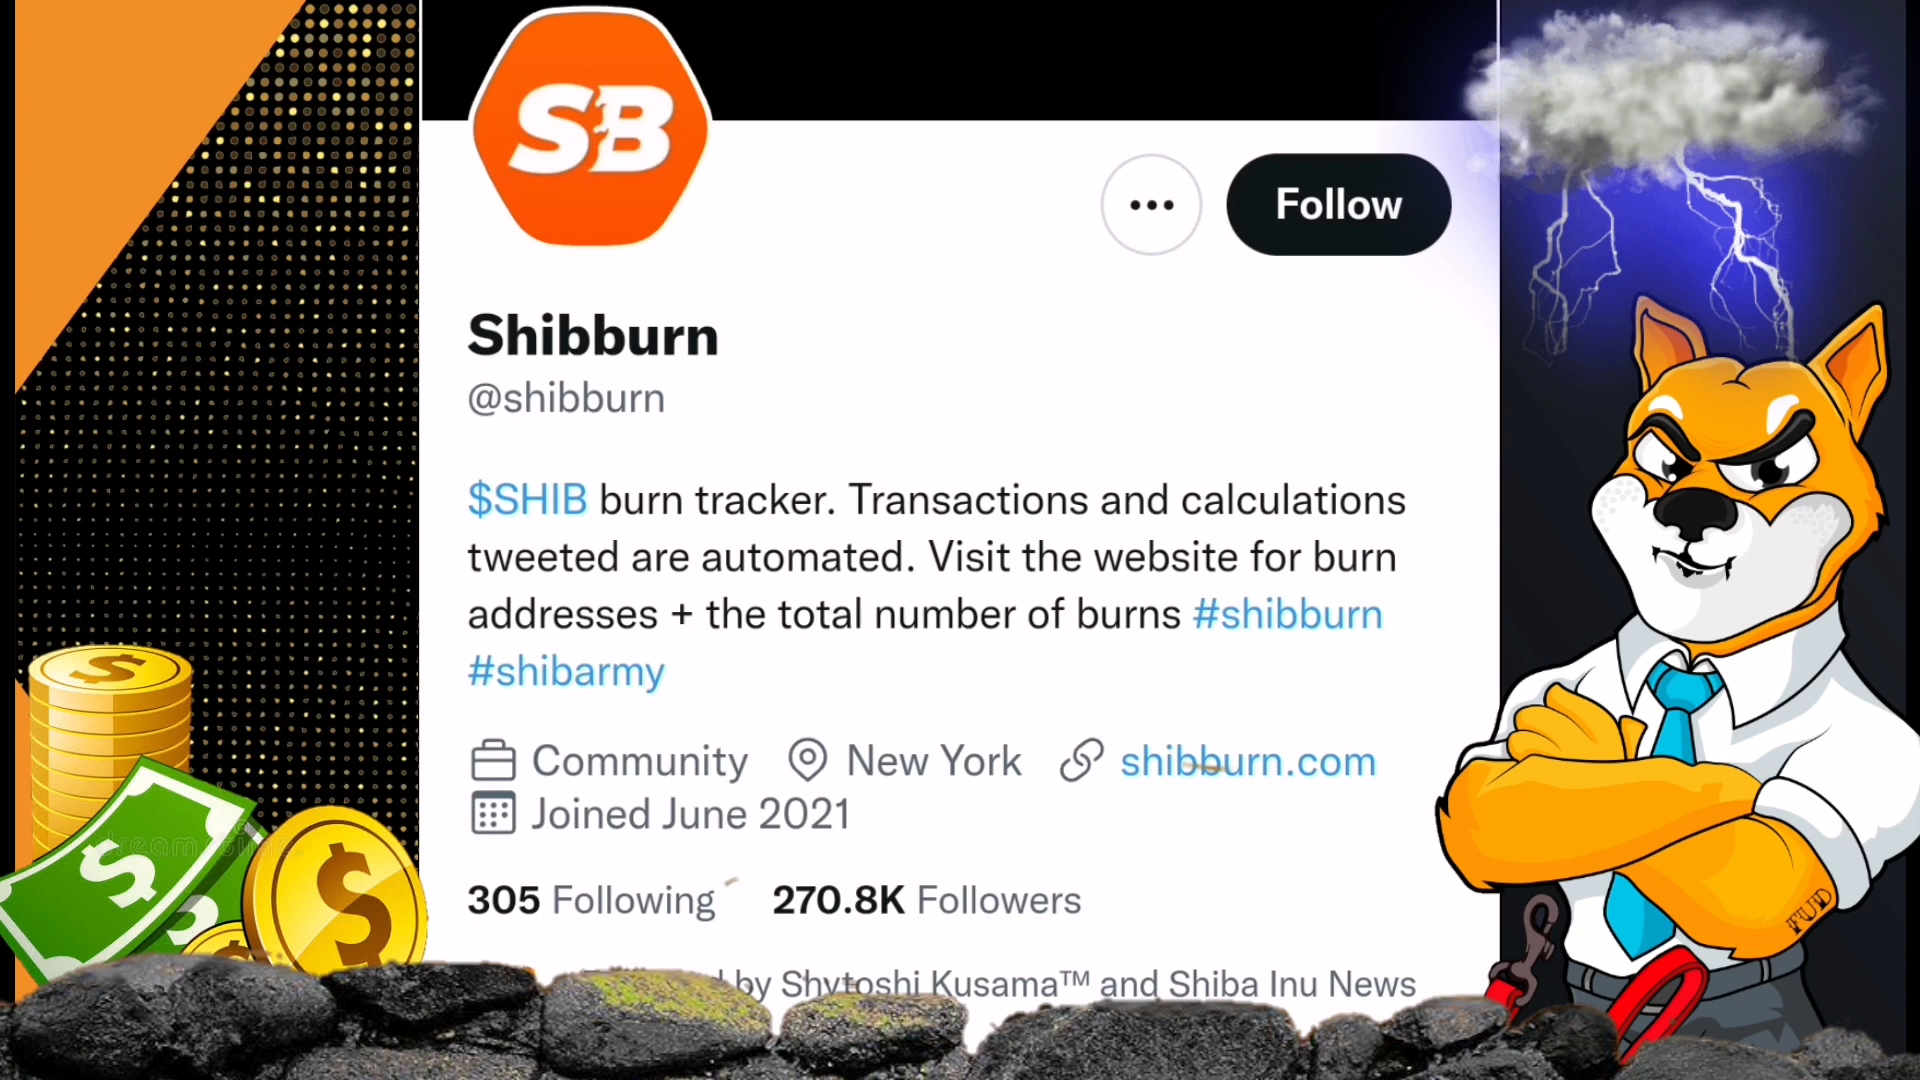 SB
Follow
Shibburn
@shibburn
$SHIB burn tracker. Transactions and calculations
tweeted are automated. Visit the website for burn
addresses + the total number of burns #shibburn
#shibarmy
Community New York shibburn.com
Joined June 2021
305 Following 270.8K Followers
by Shytoshi Kusama™ and Shiba Inu News
$
$
$
FUD